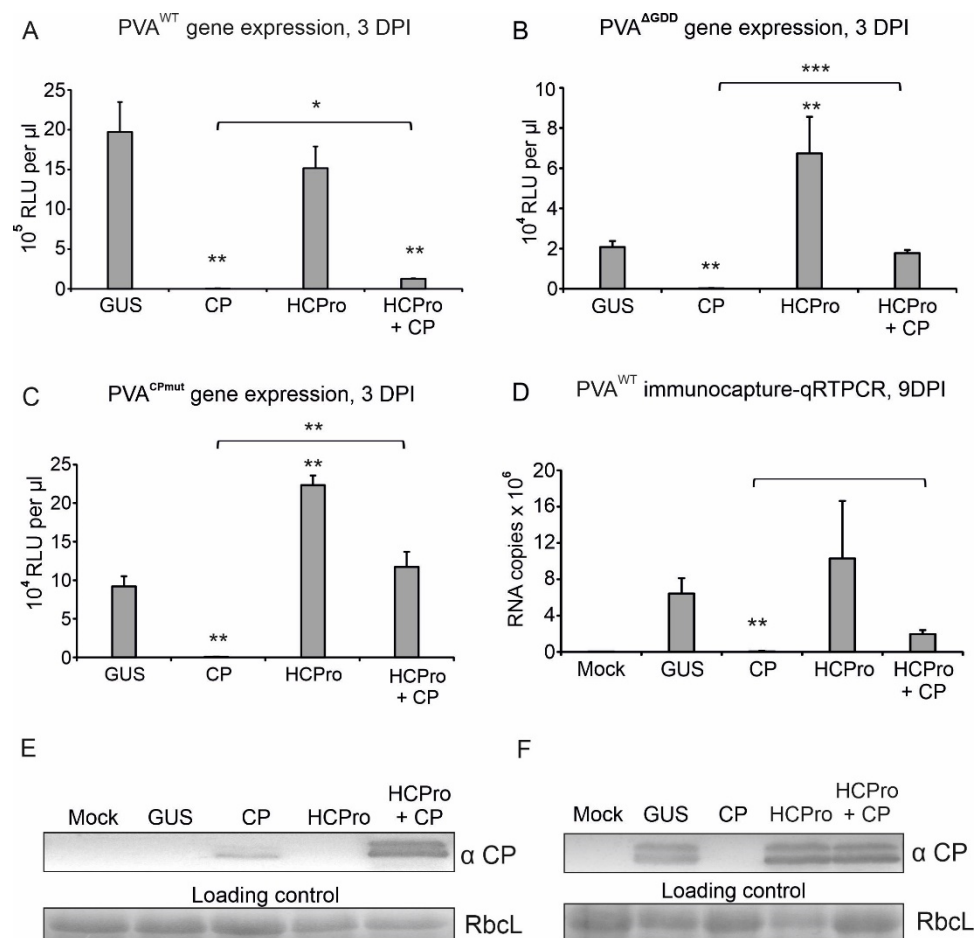 A
PVA^WT gene expression, 3 DPI
10^5 RLU per µl
25
20
15
10
5
0
*
**
**
GUS
CP
HCPro
HCPro
+ CP
B
PVA^ΔGDD gene expression, 3 DPI
10^4 RLU per µl
10
8
6
4
2
0
***
**
**
GUS
CP
HCPro
HCPro
+ CP
C
PVA^CPmut gene expression, 3 DPI
10^4 RLU per µl
25
20
15
10
5
0
**
**
**
GUS
CP
HCPro
HCPro
+ CP
D
PVA^WT immunocapture-qRTPCR, 9DPI
RNA copies x 10^6
20
16
12
8
4
0
**
Mock
GUS
CP
HCPro
HCPro
+ CP
E
Mock GUS CP HCPro HCPro
+ CP
α CP
Loading control
RbcL
F
Mock GUS CP HCPro HCPro
+ CP
α CP
Loading control
RbcL